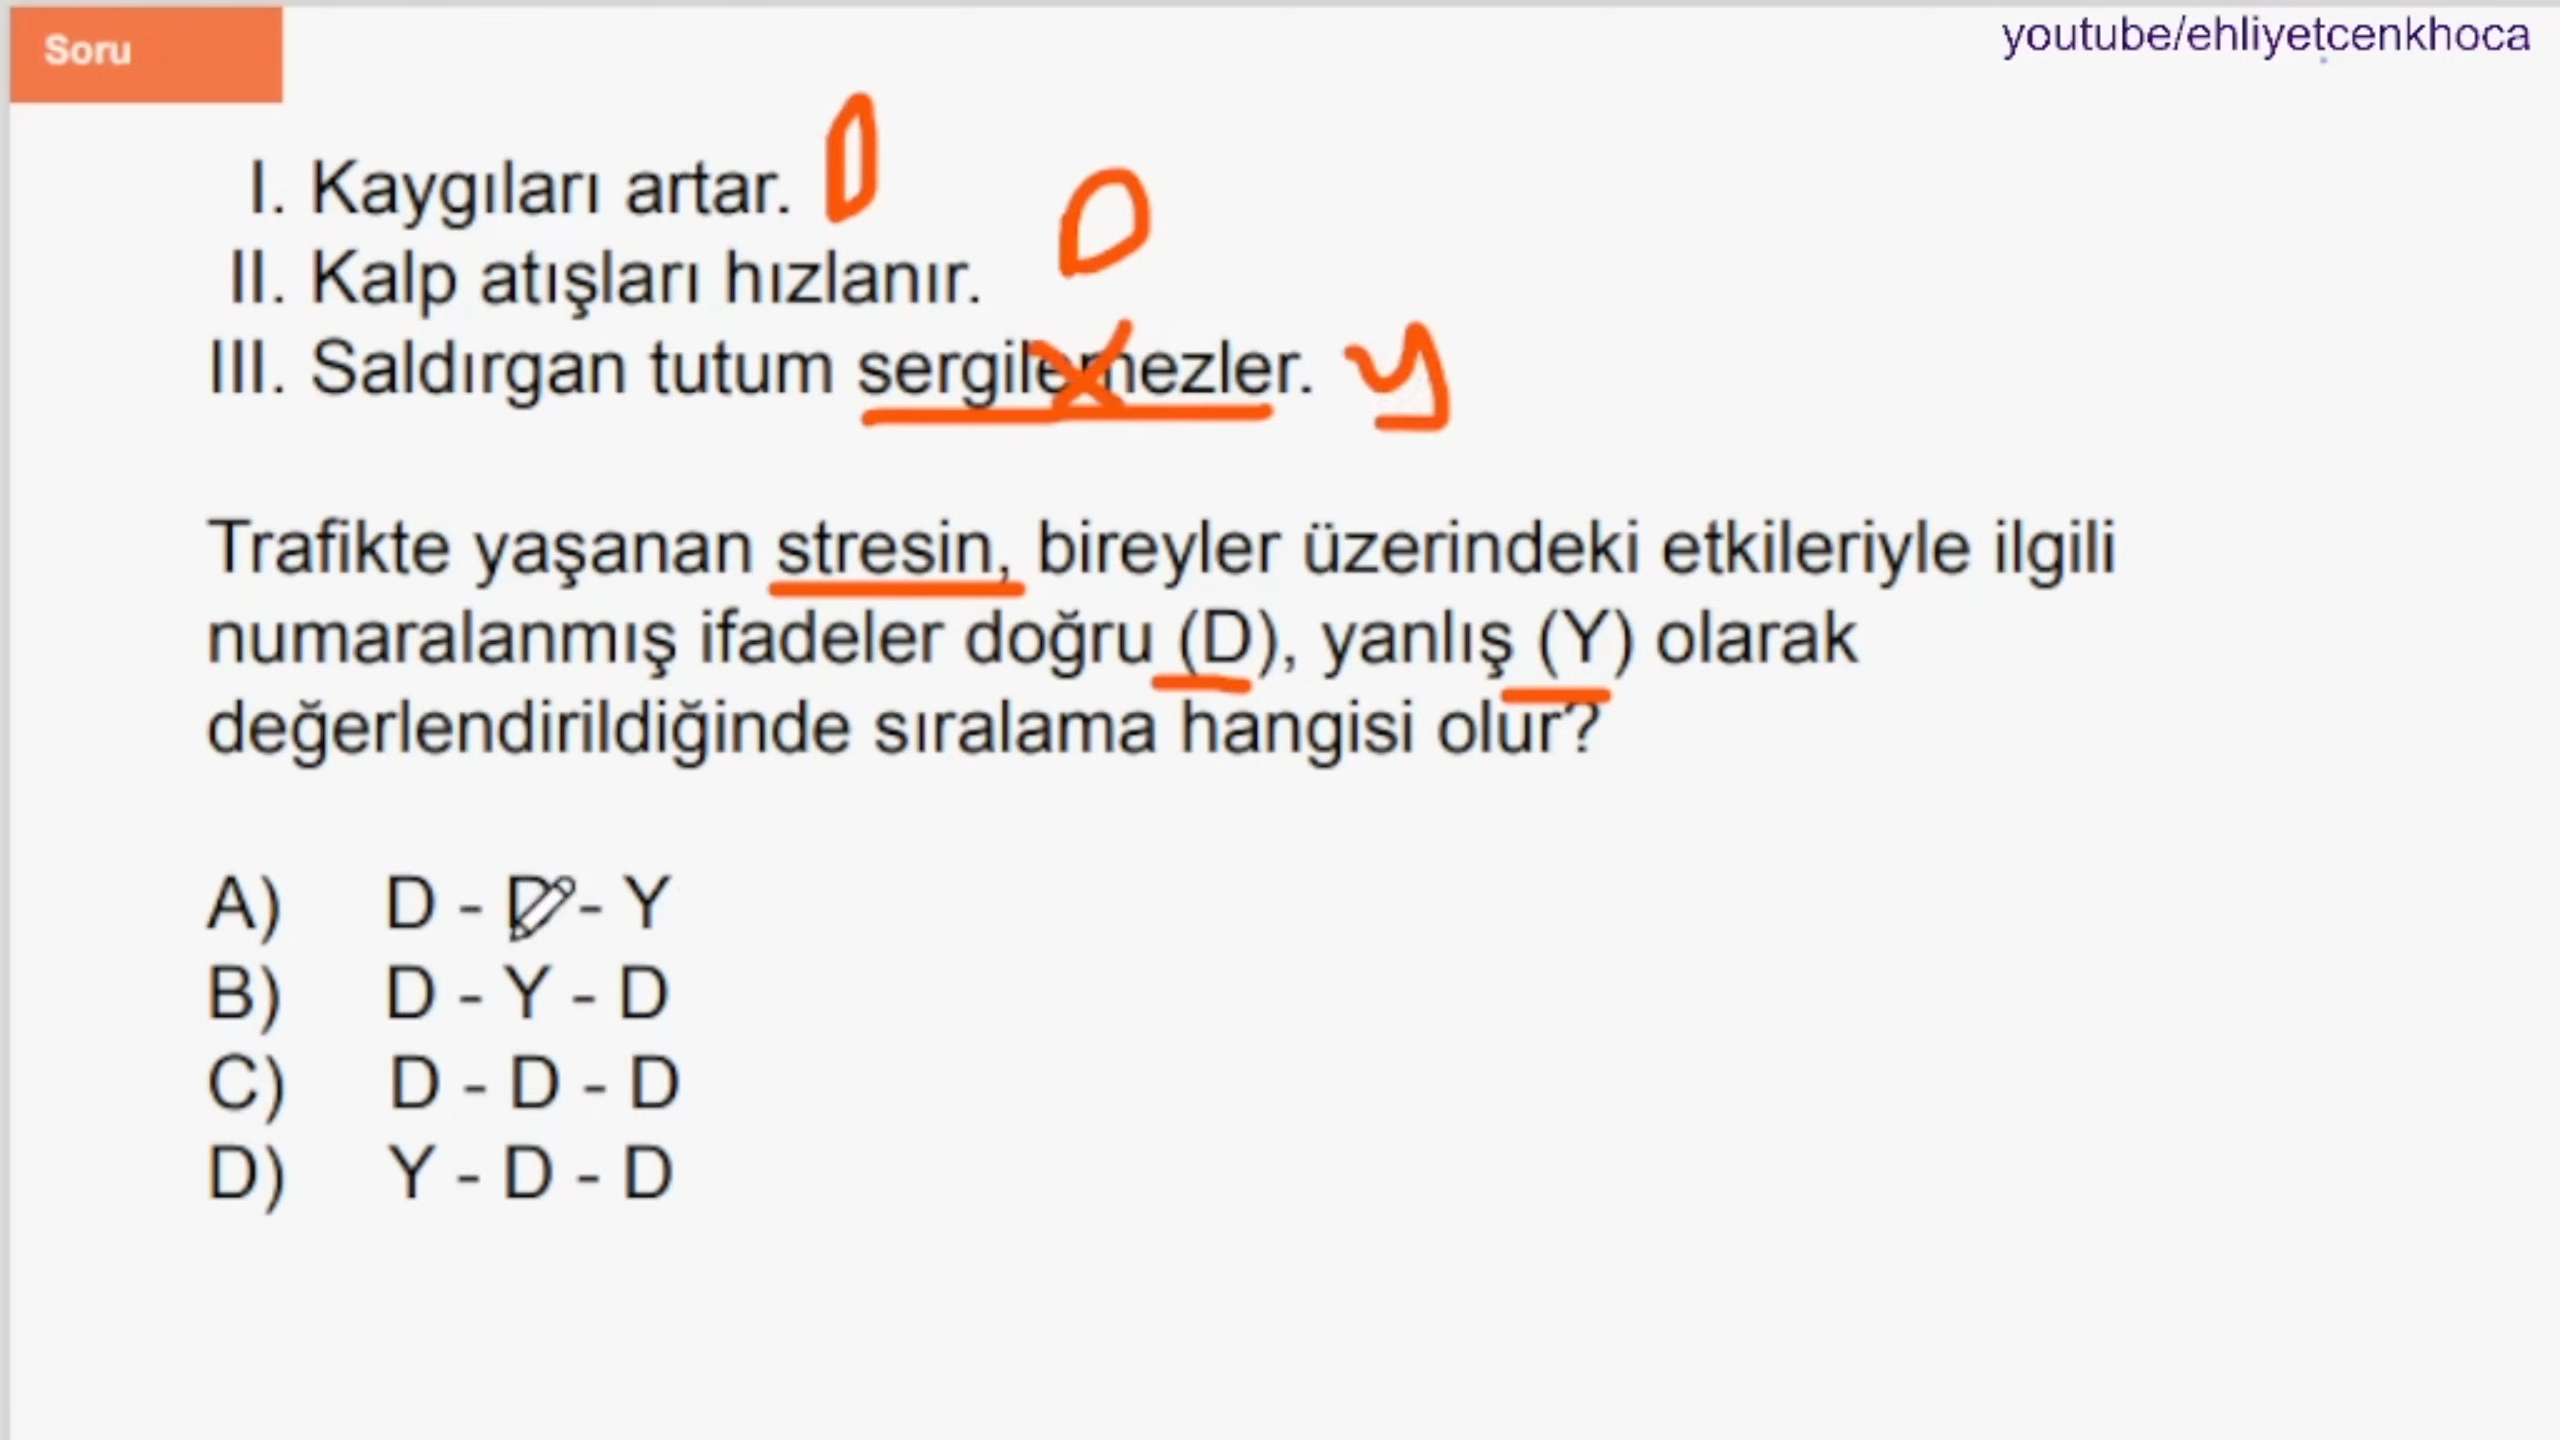 Soru
youtube/ehliyetcenkhoca
I. Kaygıları artar. D
II. Kalp atışları hızlanır. D
III. Saldırgan tutum sergilemezler. y
Trafikte yaşanan stresin, bireyler üzerindeki etkileriyle ilgili
numaralanmış ifadeler doğru (D), yanlış (Y) olarak
değerlendirildiğinde sıralama hangisi olur?
A) D - D - Y
B) D - Y - D
C) D - D - D
D) Y - D - D